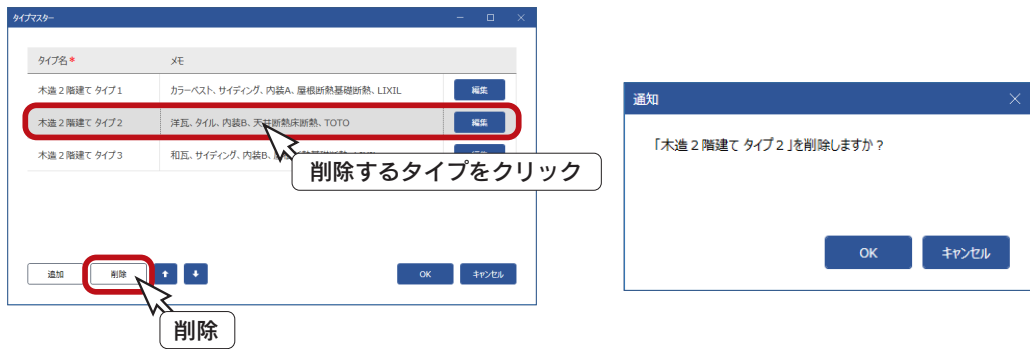 タイプマスター
タイプ名* メモ
木造2階建て タイプ1 カラーベスト、サイディング、内装A、屋根断熱基礎断熱、LIXIL 編集
木造2階建て タイプ2 洋瓦、タイル、内装B、天井断熱床断熱、TOTO 編集
木造2階建て タイプ3 和瓦、サイディング、内装B、
削除するタイプをクリック
追加 削除 OK キャンセル
削除
通知
「木造2階建て タイプ2」を削除しますか?
OK キャンセル